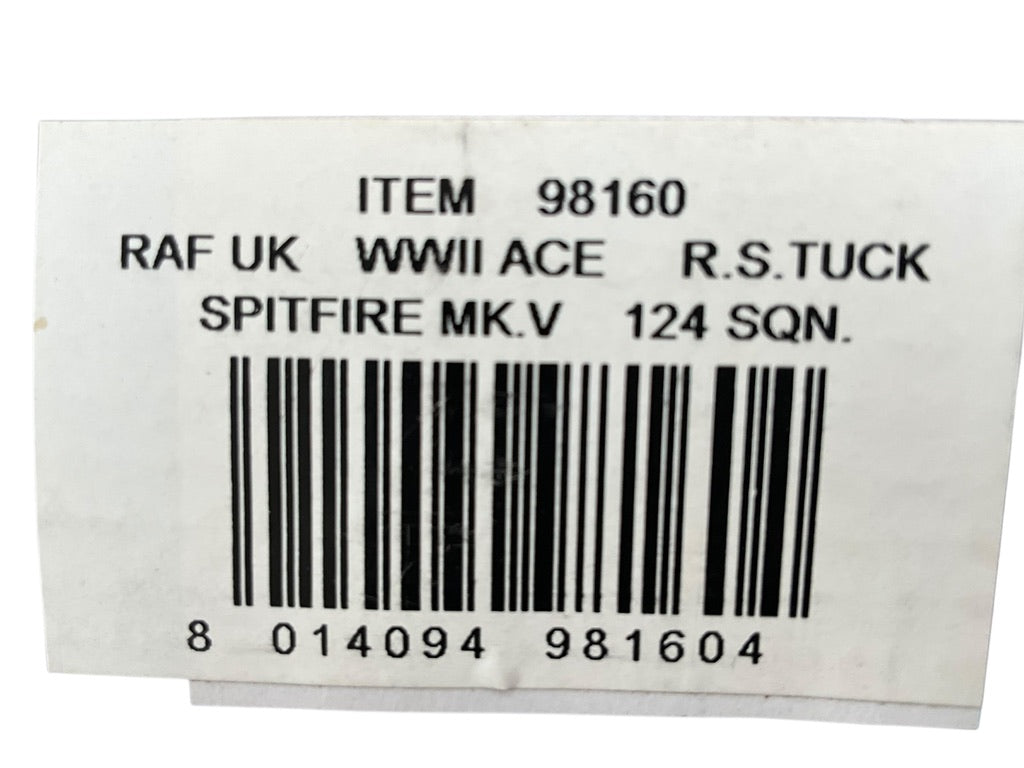 ITEM 98160
RAF UK WWII ACE R.S.TUCK
SPITFIRE MK.V 124 SQN.
8 014094 981604